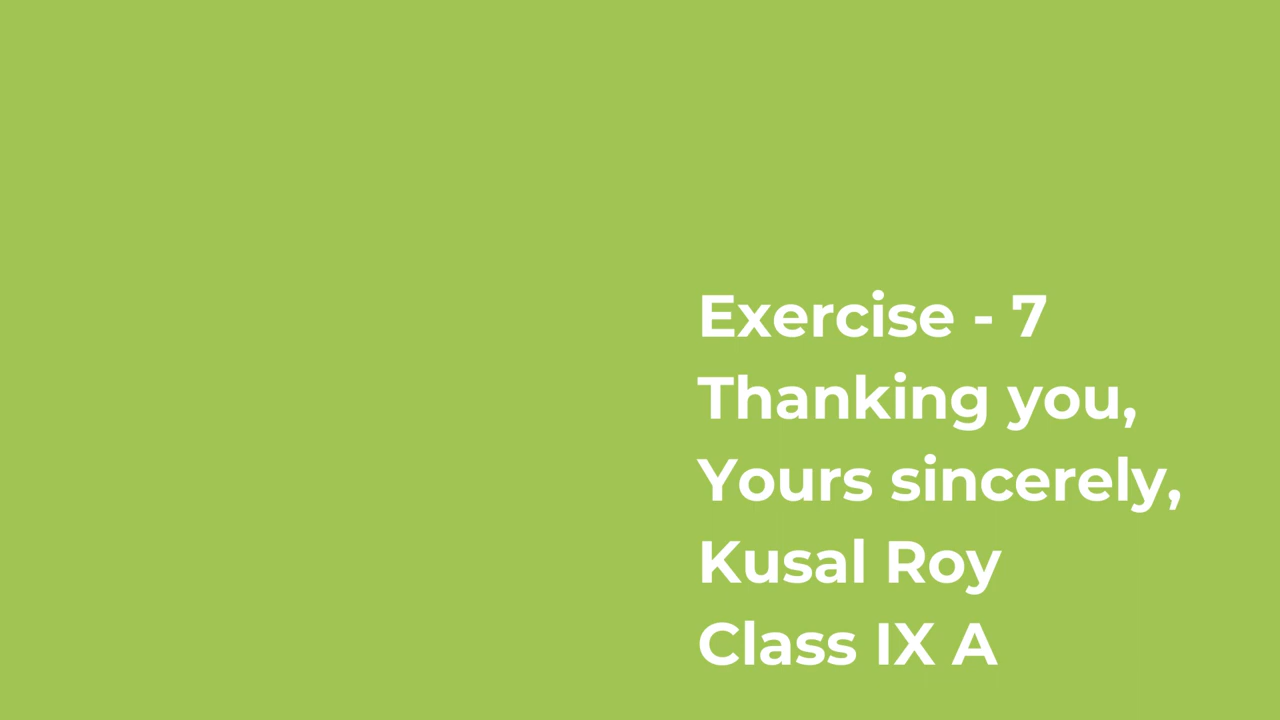 Exercise - 7
Thanking you,
Yours sincerely,
Kusal Roy
Class IX A